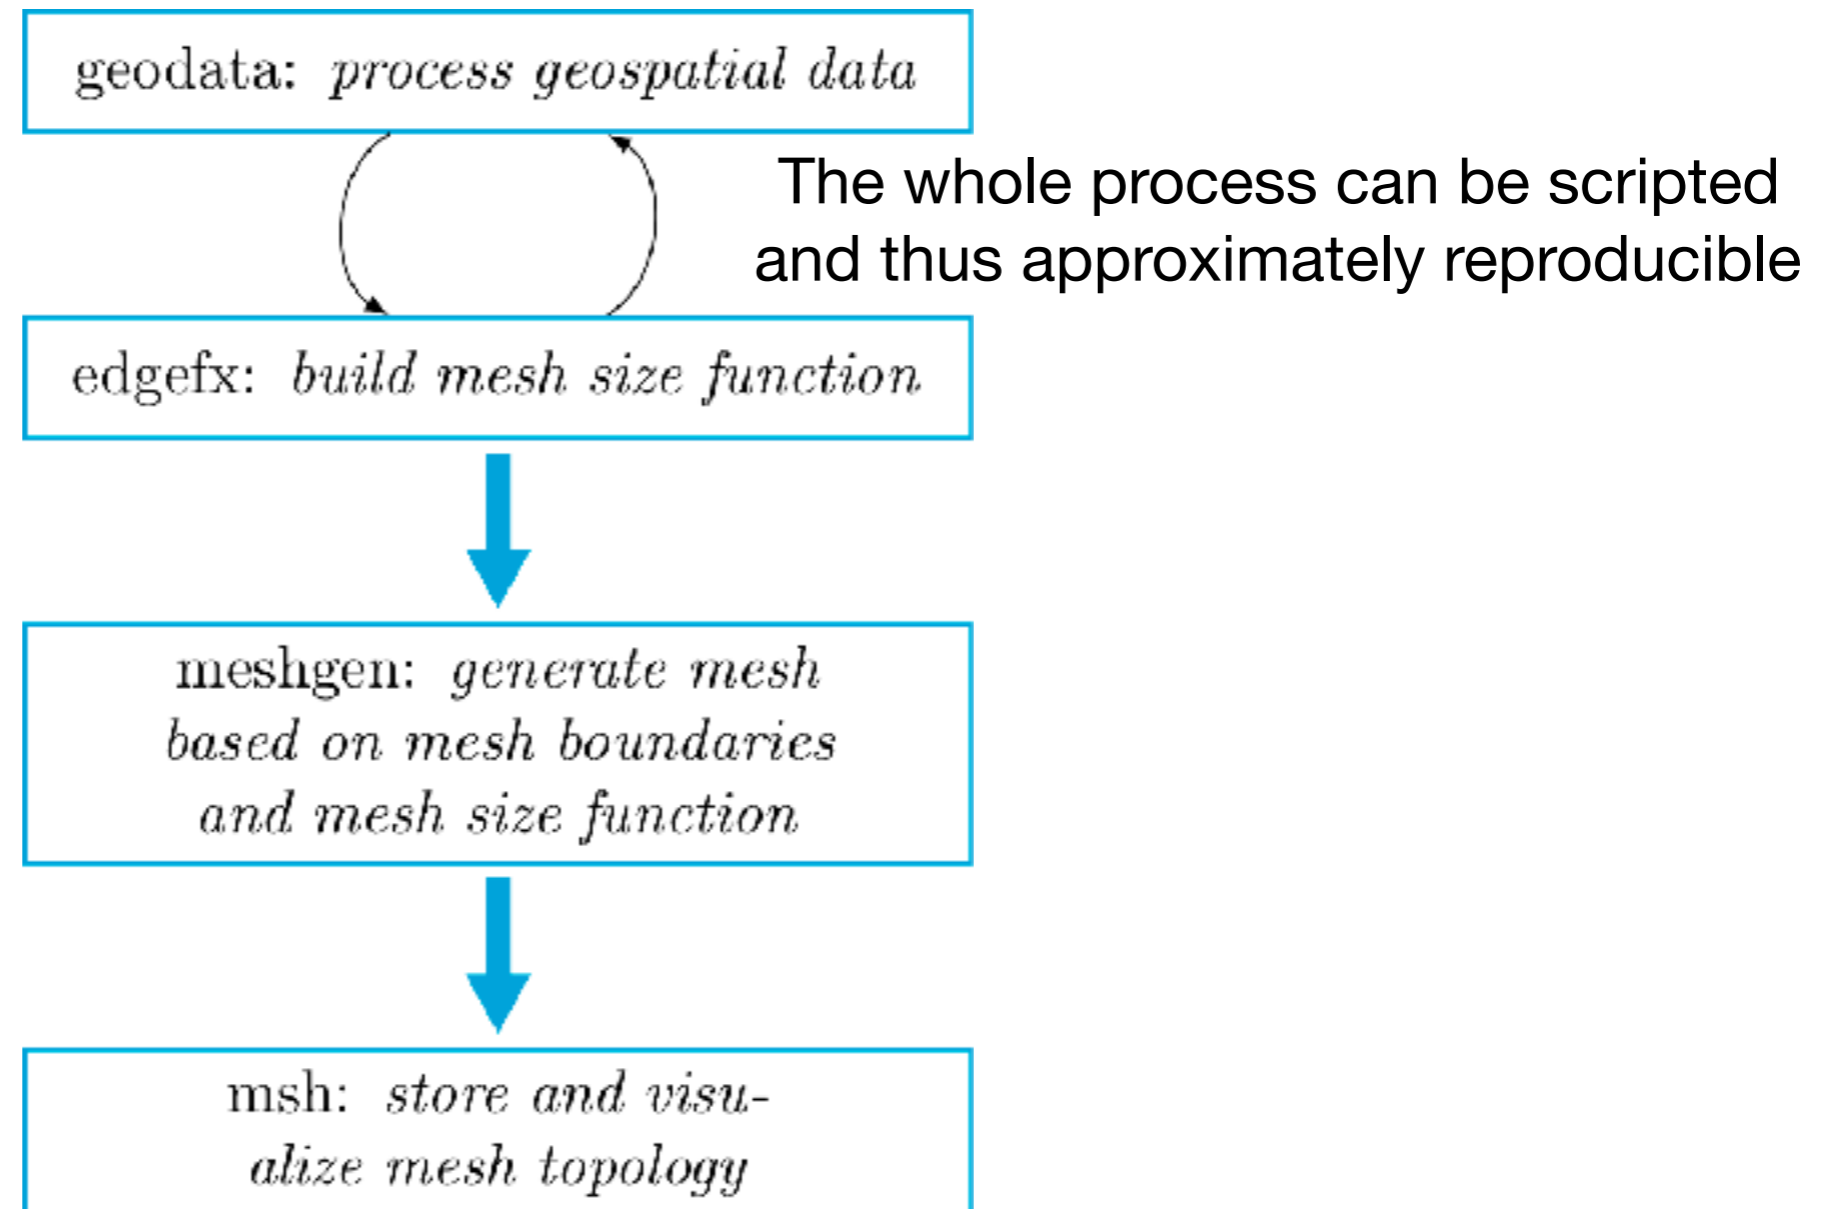 geodata: process geospatial data
The whole process can be scripted
and thus approximately reproducible
edgefx: build mesh size function
meshgen: generate mesh
based on mesh boundaries
and mesh size function
msh: store and visu-
alize mesh topology